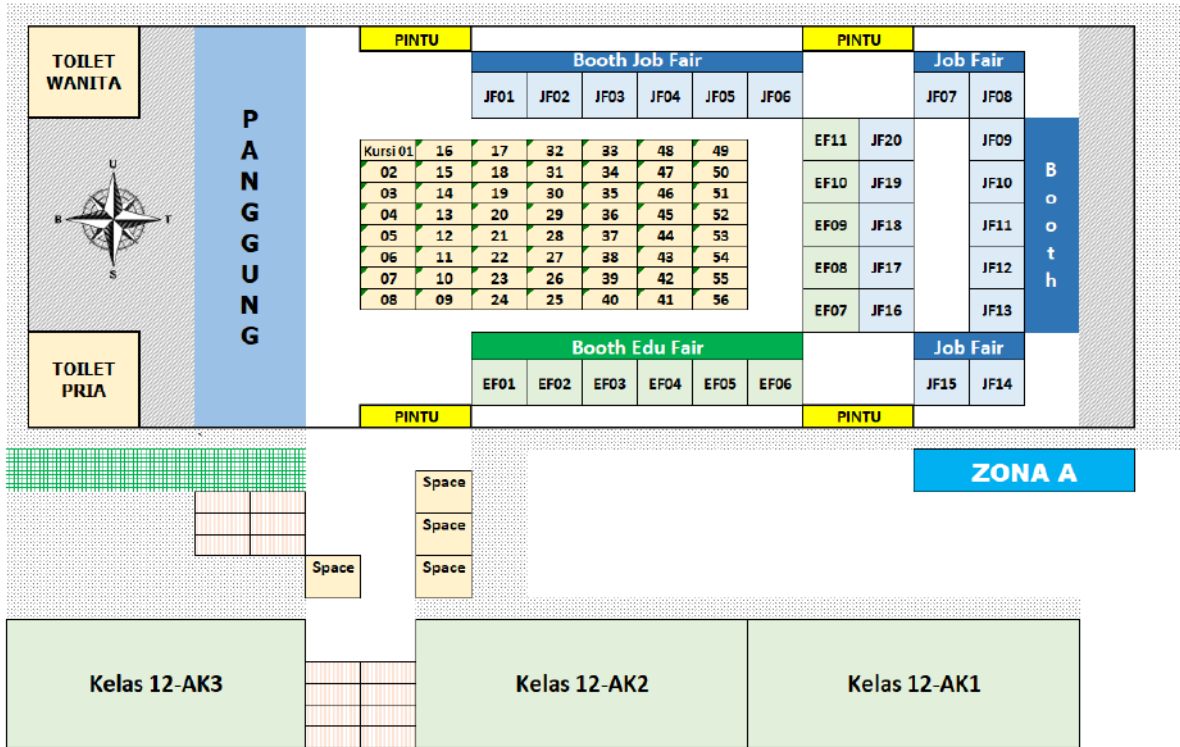 PINTU PINTU
TOILET
WANITA
Booth Job Fair
Job Fair
JF01 JF02 JF03 JF04 JF05 JF06
JF07 JF08
P
A
N
G
G
U
N
G
U
B T
S
Kursi 01 16 17 32 33 48 49
02 15 18 31 34 47 50
03 14 19 30 35 46 51
04 13 20 29 36 45 52
05 12 21 28 37 44 53
06 11 22 27 38 43 54
07 10 23 26 39 42 55
08 09 24 25 40 41 56
EF11 JF20 JF09
EF10 JF19 JF10
EF09 JF18 JF11
EF08 JF17 JF12
EF07 JF16 JF13
B
o
o
t
h
TOILET
PRIA
Booth Edu Fair
Job Fair
EF01 EF02 EF03 EF04 EF05 EF06
JF15 JF14
PINTU PINTU
ZONA A
Space
Space
Space Space
Kelas 12-AK3 Kelas 12-AK2 Kelas 12-AK1